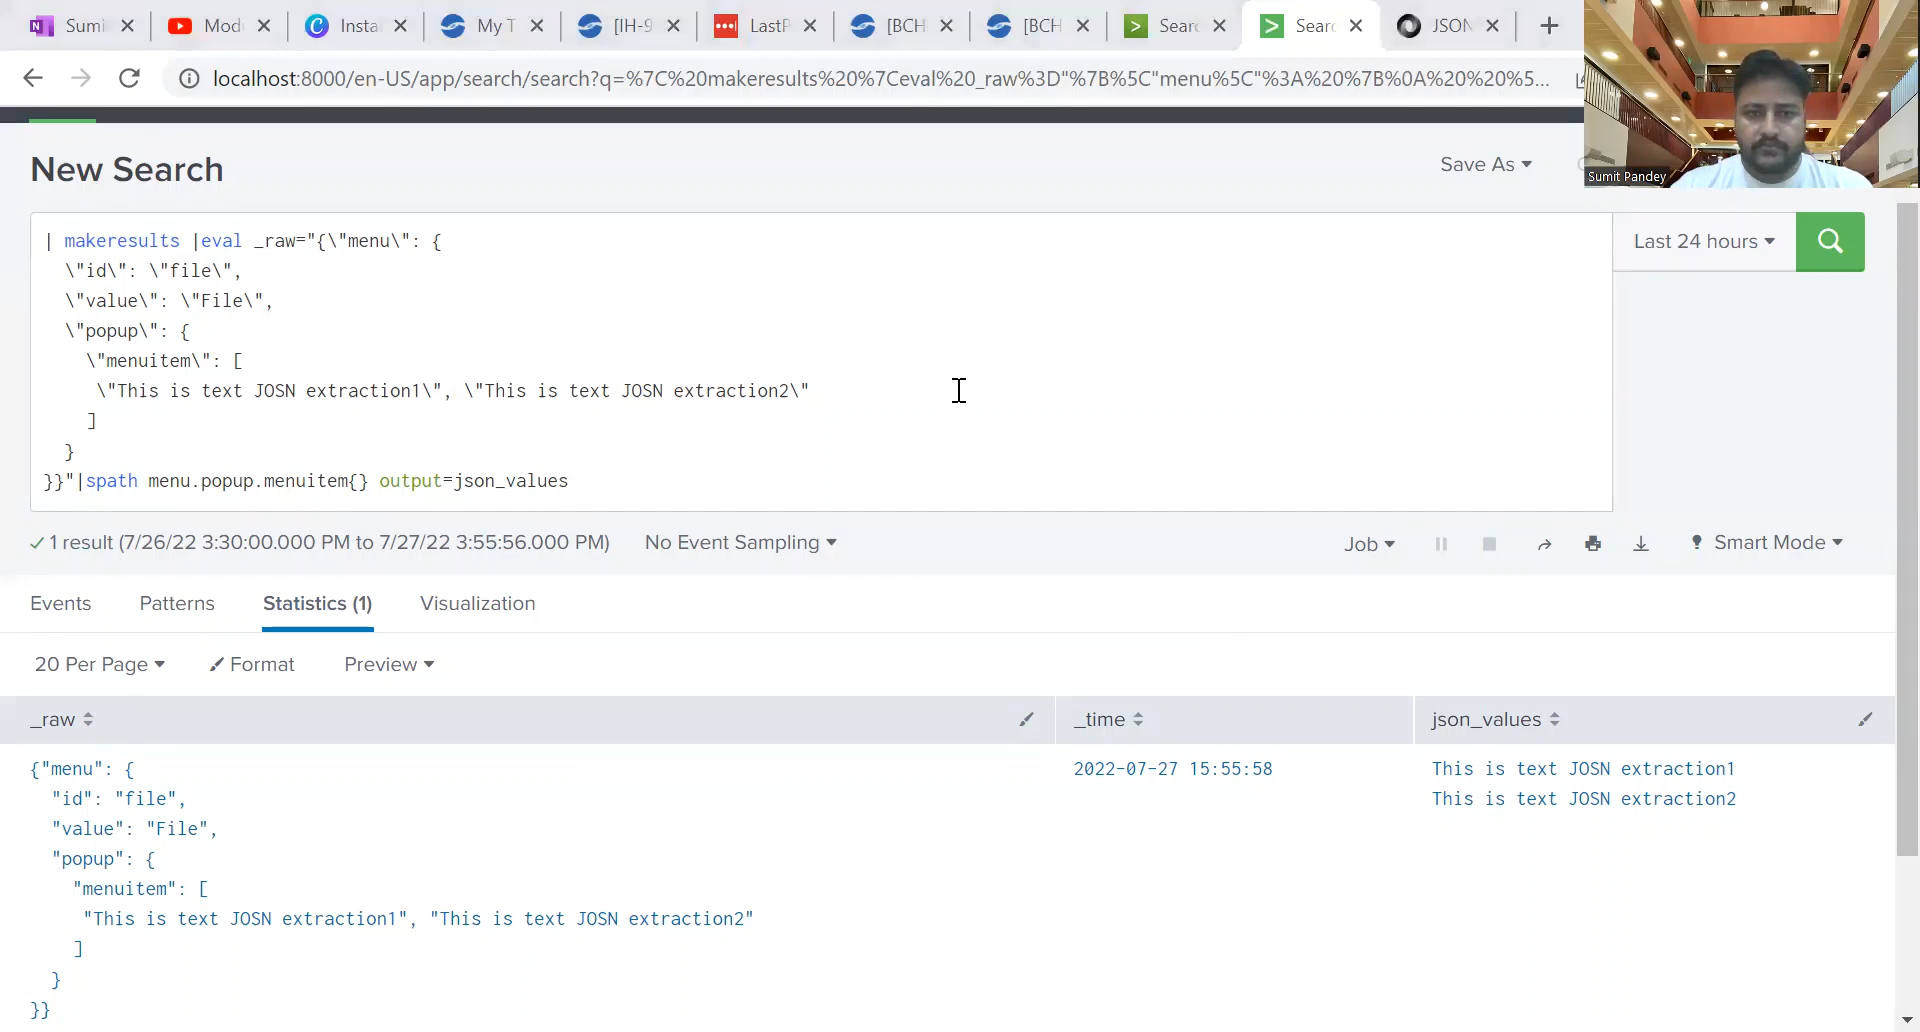 Sumi
Mod
Insta
My T
[IH-9
LastP
[BCH
[BCH
Searc
Searc
JSON
localhost:8000/en-US/app/search/search?q=%7C%20makeresults%20%7Ceval%20_raw%3D"%7B%5C"menu%5C"%3A%20%7B%0A%20%20%5...
Sumit Pandey
New Search
Save As
| makeresults |eval _raw="{\"menu\": {
\"id\": \"file\",
\"value\": \"File\",
\"popup\": {
\"menuitem\": [
\"This is text JOSN extraction1\", \"This is text JOSN extraction2\"
]
}
}}"|spath menu.popup.menuitem{} output=json_values
Last 24 hours
1 result (7/26/22 3:30:00.000 PM to 7/27/22 3:55:56.000 PM)
No Event Sampling
Job
Smart Mode
Events
Patterns
Statistics (1)
Visualization
20 Per Page
Format
Preview
_raw
_time
json_values
{"menu": {
"id": "file",
"value": "File",
"popup": {
"menuitem": [
"This is text JOSN extraction1", "This is text JOSN extraction2"
]
}
}}
2022-07-27 15:55:58
This is text JOSN extraction1
This is text JOSN extraction2